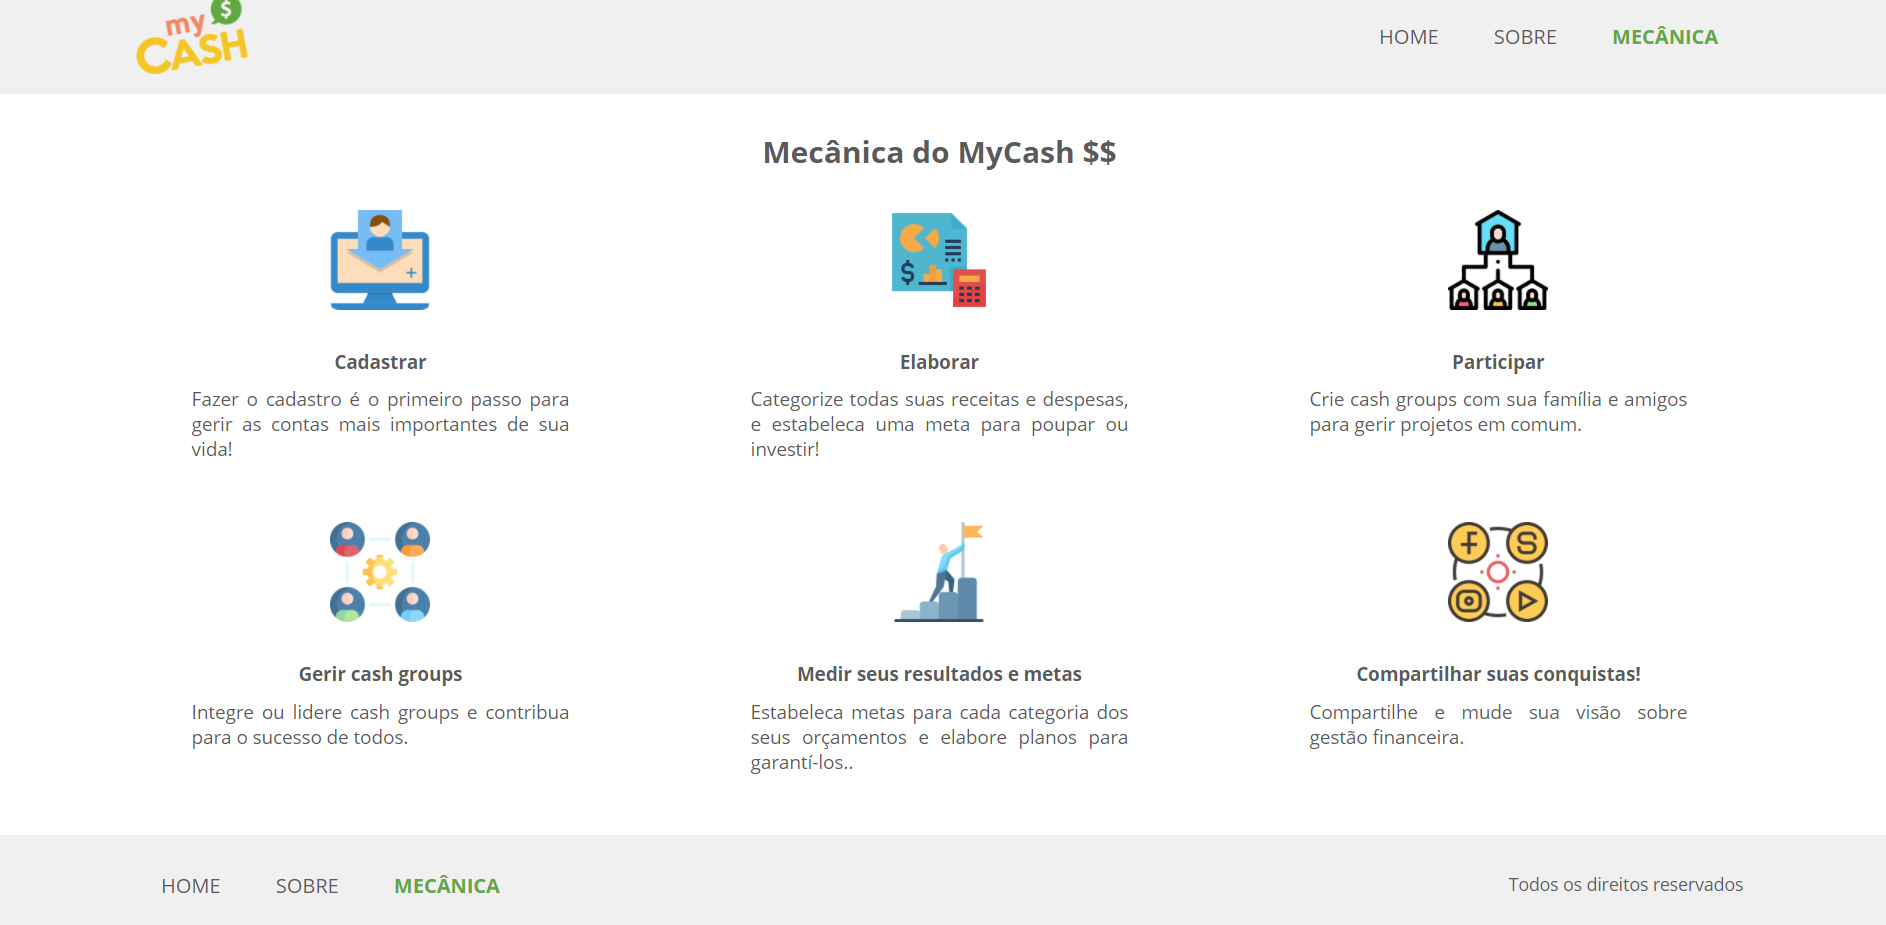 my $
CASH
HOME SOBRE MECÂNICA
Mecânica do MyCash $$
Cadastrar
Fazer o cadastro é o primeiro passo para
gerir as contas mais importantes de sua
vida!
Elaborar
Categorize todas suas receitas e despesas,
e estabeleca uma meta para poupar ou
investir!
Participar
Crie cash groups com sua família e amigos
para gerir projetos em comum.
Gerir cash groups
Integre ou lidere cash groups e contribua
para o sucesso de todos.
Medir seus resultados e metas
Estabeleca metas para cada categoria dos
seus orçamentos e elabore planos para
garantí-los..
Compartilhar suas conquistas!
Compartilhe e mude sua visão sobre
gestão financeira.
HOME SOBRE MECÂNICA
Todos os direitos reservados